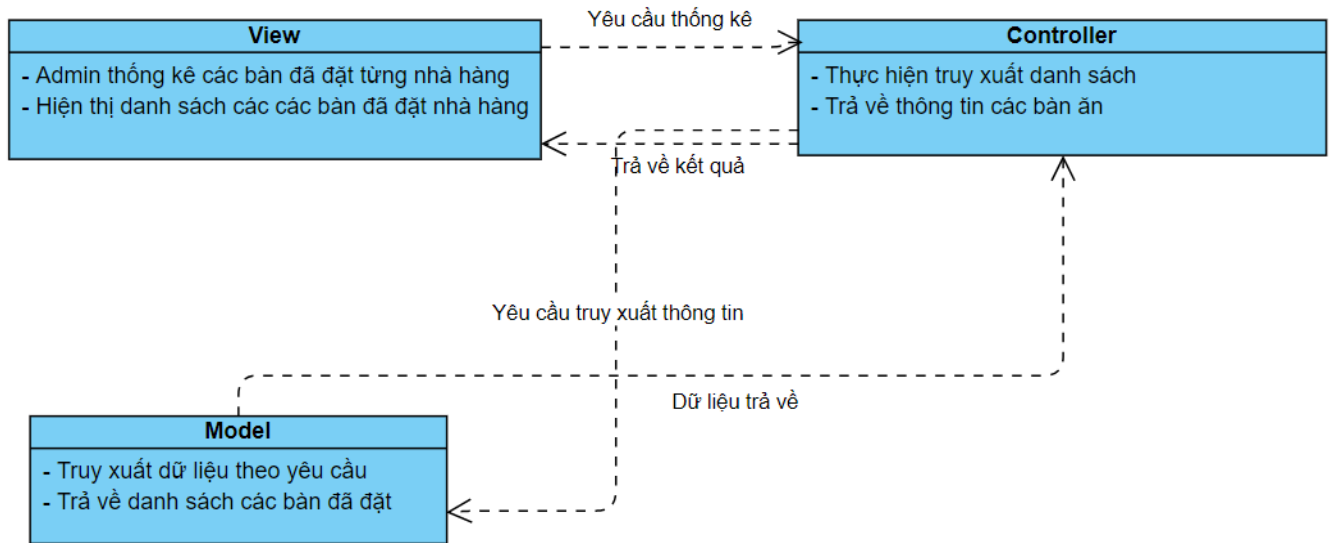 Yêu cầu thống kê
View
- Admin thống kê các bàn đã đặt từng nhà hàng
- Hiện thị danh sách các các bàn đã đặt nhà hàng
Controller
- Thực hiện truy xuất danh sách
- Trả về thông tin các bàn ăn
Trả về kết quả
Yêu cầu truy xuất thông tin
Dữ liệu trả về
Model
- Truy xuất dữ liệu theo yêu cầu
- Trả về danh sách các bàn đã đặt